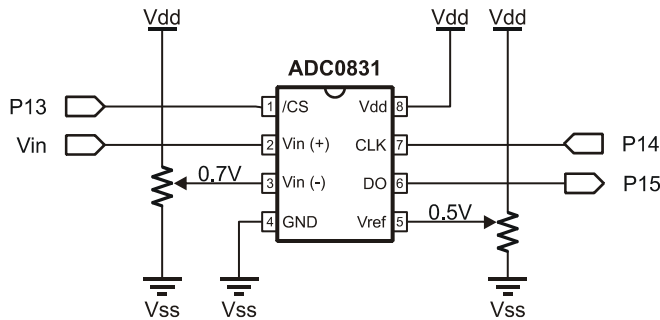 Vdd Vdd Vdd
ADC0831
P13 1 /CS Vdd 8
Vin 2 Vin (+) CLK 7 P14
0.7V 3 Vin (-) DO 6 P15
4 GND Vref 5 0.5V
Vss Vss Vss